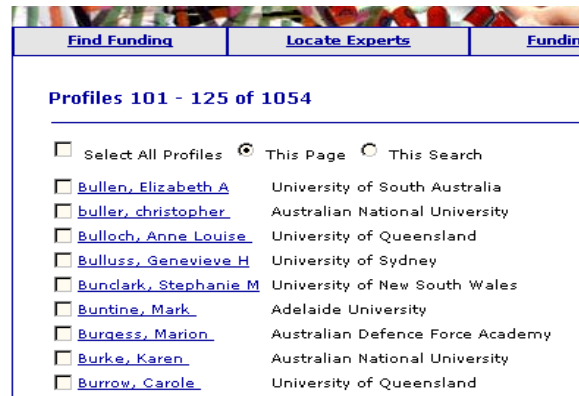 Find Funding Locate Experts Fundin
Profiles 101 - 125 of 1054
Select All Profiles This Page This Search
Bullen, Elizabeth A University of South Australia
buller, christopher Australian National University
Bulloch, Anne Louise University of Queensland
Bulluss, Genevieve H University of Sydney
Bunclark, Stephanie M University of New South Wales
Buntine, Mark Adelaide University
Burgess, Marion Australian Defence Force Academy
Burke, Karen Australian National University
Burrow, Carole University of Queensland